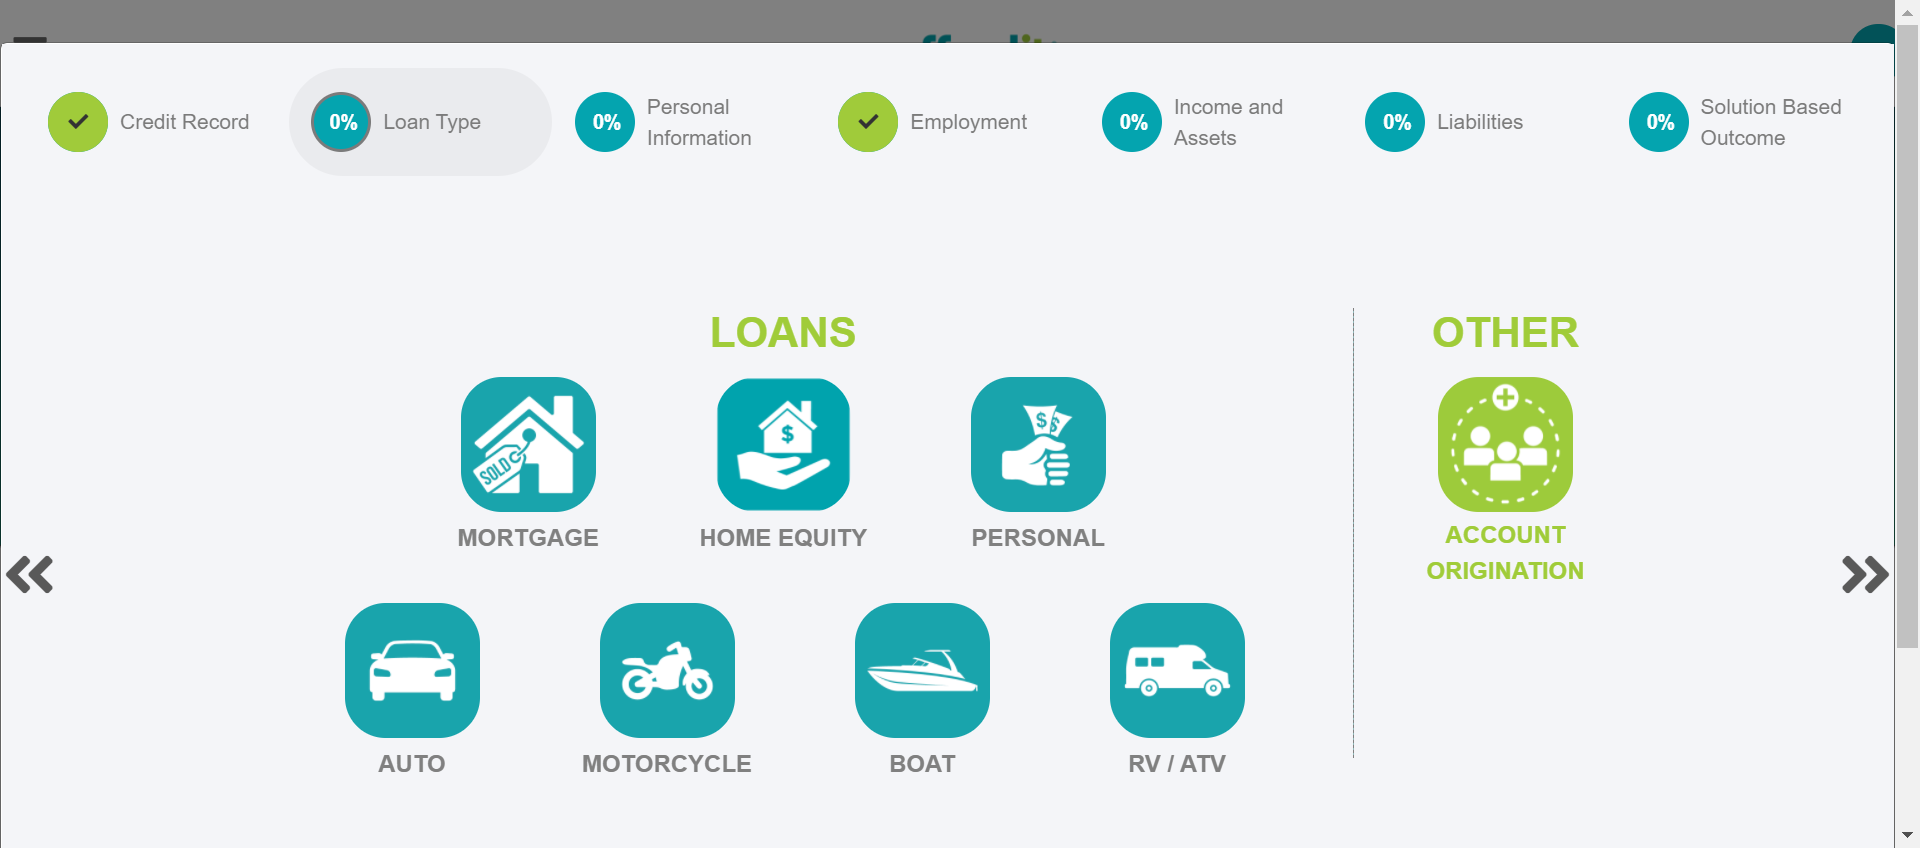 Credit Record
0%
Loan Type
0%
Personal
Information
Employment
0%
Income and
Assets
0%
Liabilities
0%
Solution Based
Outcome
LOANS
OTHER
SOLD
$
$
$
MORTGAGE
HOME EQUITY
PERSONAL
ACCOUNT
ORIGINATION
AUTO
MOTORCYCLE
BOAT
RV / ATV